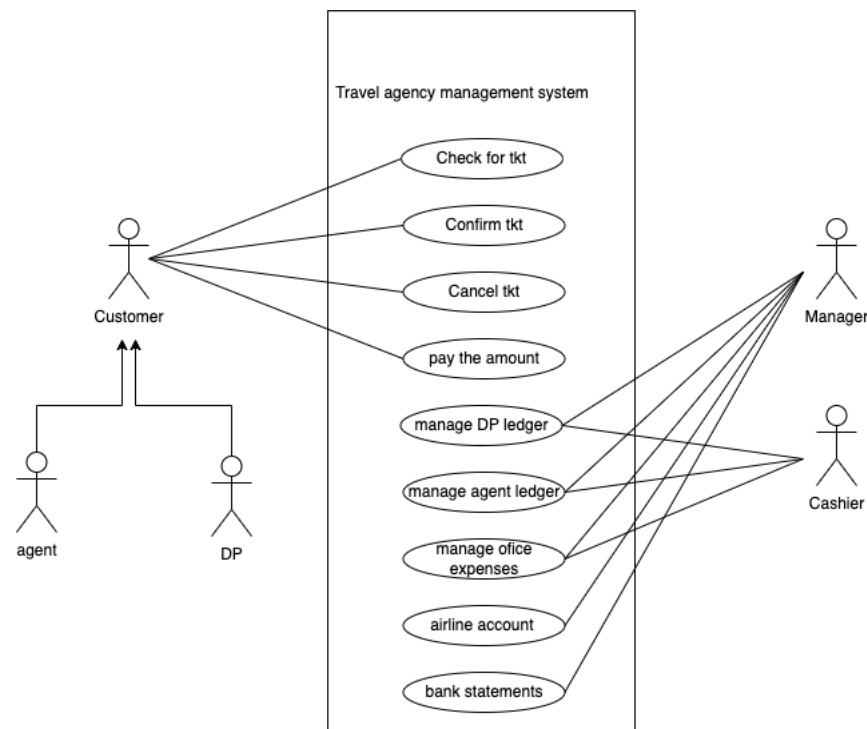 Travel agency management system
Check for tkt
Confirm tkt
Cancel tkt
pay the amount
manage DP ledger
manage agent ledger
manage ofice
expenses
airline account
bank statements
Customer
agent
DP
Manager
Cashier